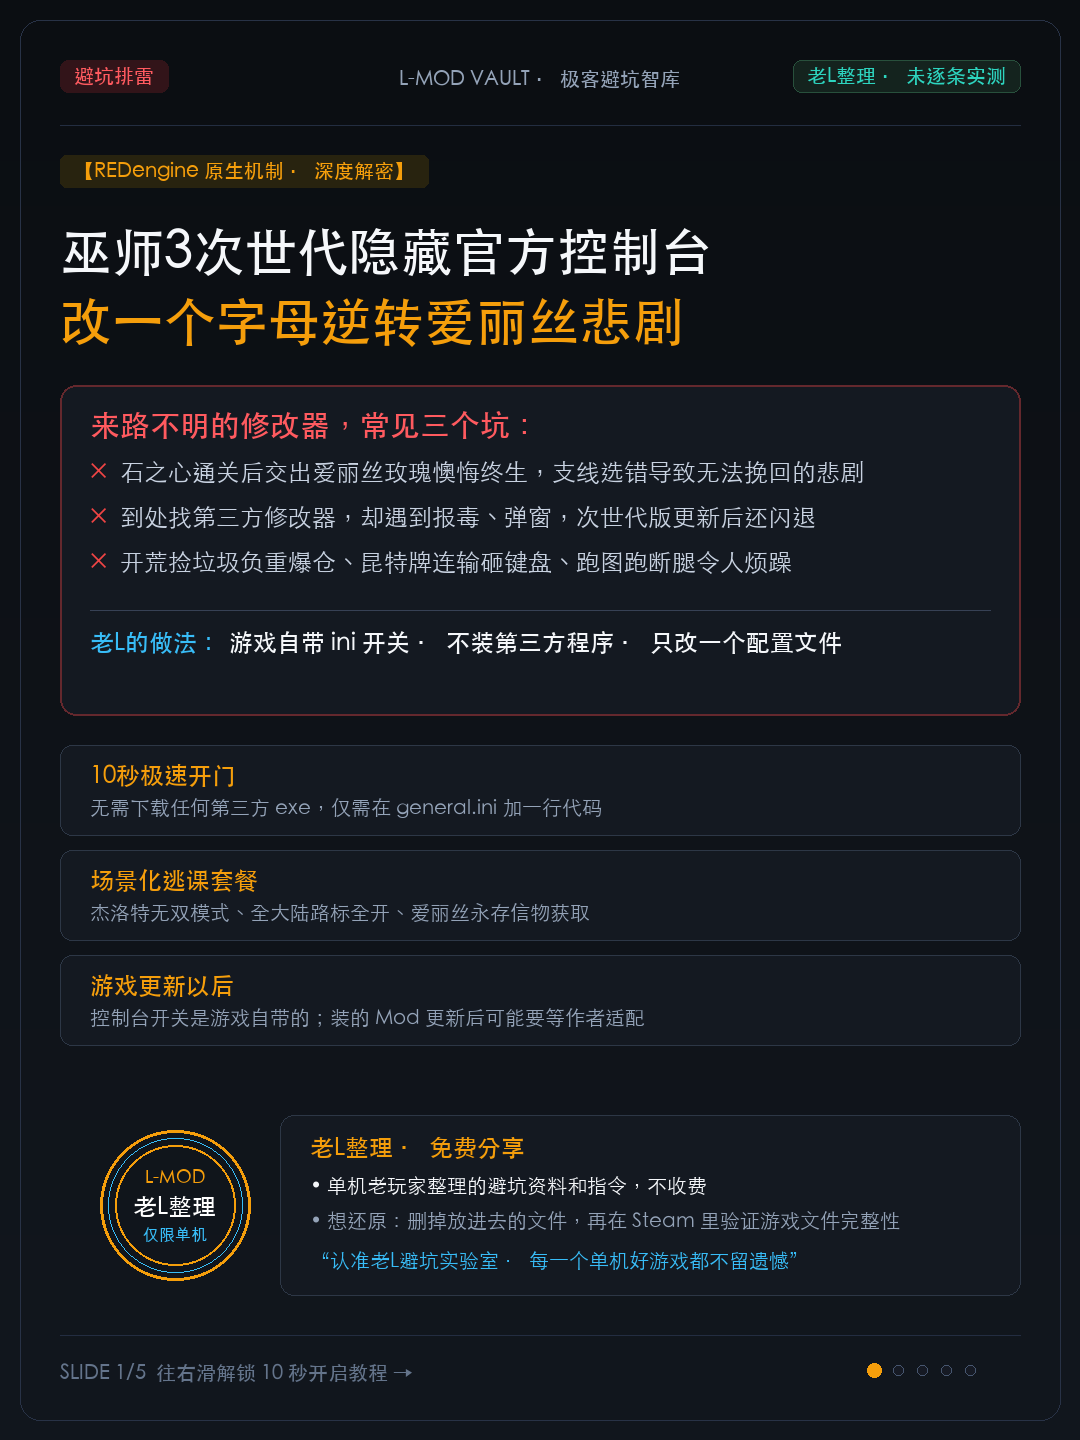 避坑排雷
L-MOD VAULT · 极客避坑智库
老L整理 · 未逐条实测
【REDengine 原生机制 · 深度解密】
巫师3次世代隐藏官方控制台
改一个字母逆转爱丽丝悲剧
来路不明的修改器，常见三个坑：
× 石之心通关后交出爱丽丝玫瑰懊悔终生，支线选错导致无法挽回的悲剧
× 到处找第三方修改器，却遇到报毒、弹窗，次世代版更新后还闪退
× 开荒捡垃圾负重爆仓、昆特牌连输砸键盘、跑图跑断腿令人烦躁
老L的做法： 游戏自带 ini 开关 · 不装第三方程序 · 只改一个配置文件
10秒极速开门
无需下载任何第三方 exe，仅需在 general.ini 加一行代码
场景化逃课套餐
杰洛特无双模式、全大陆路标全开、爱丽丝永存信物获取
游戏更新以后
控制台开关是游戏自带的；装的 Mod 更新后可能要等作者适配
L-MOD
老L整理
仅限单机
老L整理 · 免费分享
• 单机老玩家整理的避坑资料和指令，不收费
• 想还原：删掉放进去的文件，再在 Steam 里验证游戏文件完整性
“认准老L避坑实验室 · 每一个单机好游戏都不留遗憾”
SLIDE 1/5 往右滑解锁 10 秒开启教程 →